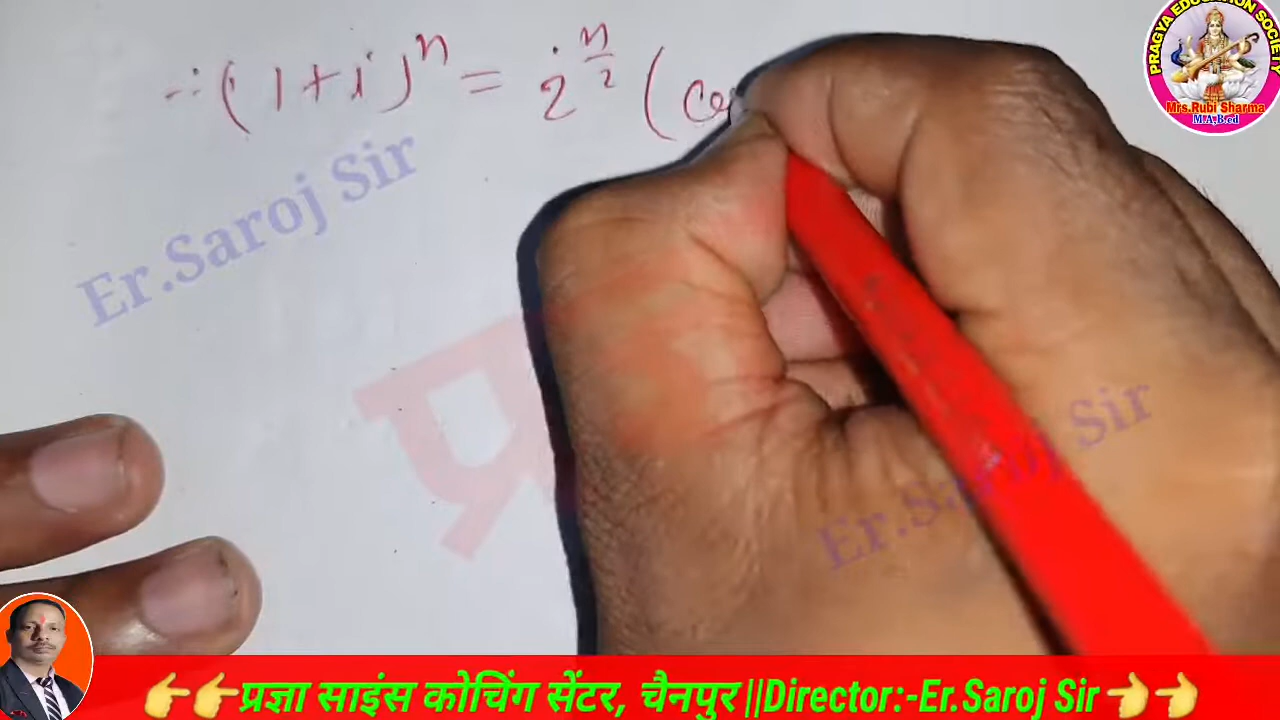 ∴ (1+i)^n = 2^{n/2} (co
PRAGYA EDUCATION SOCIETY
Mrs.Rubi Sharma
M.A,B.ed
Er.Saroj Sir
प्र
Er.Saroj Sir
👉👉प्रज्ञा साइंस कोचिंग सेंटर, चैनपुर ||Director:-Er.Saroj Sir👈👈